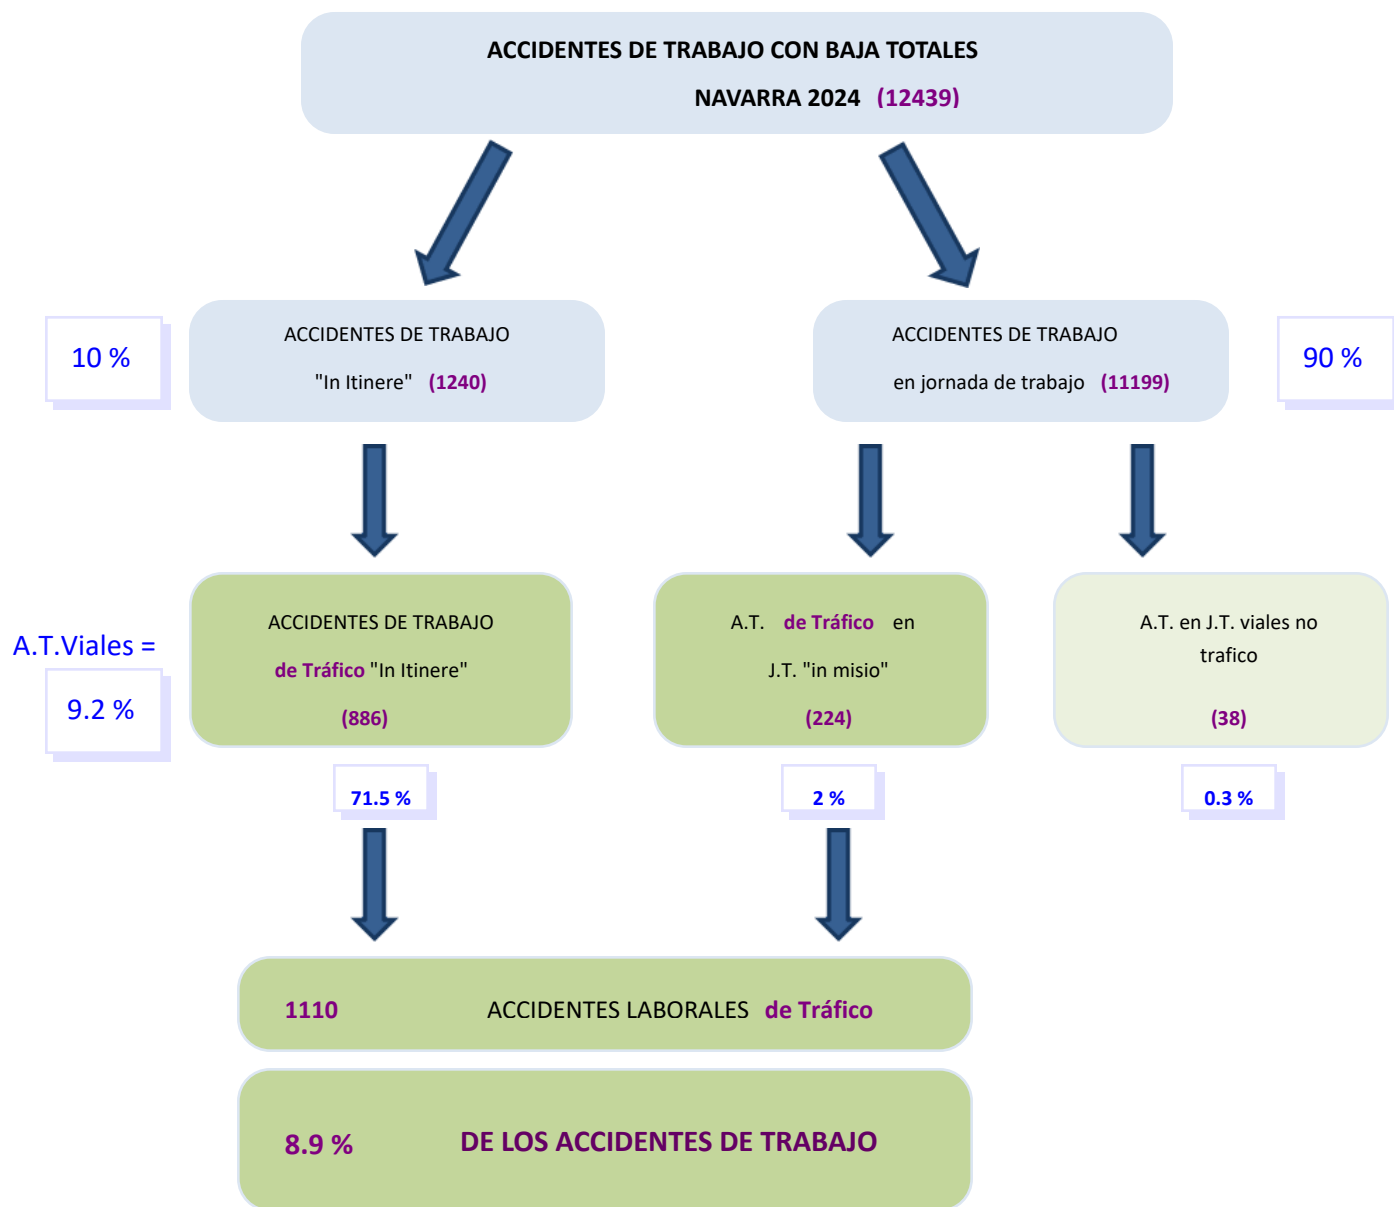 ACCIDENTES DE TRABAJO CON BAJA TOTALES
NAVARRA 2024 (12439)
10 %
ACCIDENTES DE TRABAJO
"In Itinere" (1240)
ACCIDENTES DE TRABAJO
en jornada de trabajo (11199)
90 %
A.T.Viales =
9.2 %
ACCIDENTES DE TRABAJO
de Tráfico "In Itinere"
(886)
A.T. de Tráfico en
J.T. "in misio"
(224)
A.T. en J.T. viales no
trafico
(38)
71.5 %
2 %
0.3 %
1110 ACCIDENTES LABORALES de Tráfico
8.9 % DE LOS ACCIDENTES DE TRABAJO